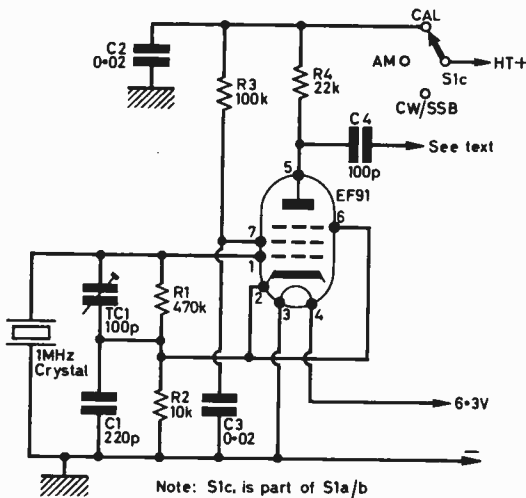 CAL
C2
0·02
AM
HT+
S1c
R3
100k
R4
22k
CW/SSB
C4
See text
100p
5
EF91
6
7
1
2
3
4
R1
470k
TC1
100p
1MHz
Crystal
R2
10k
C1
220p
C3
0·02
6·3V
−
Note: S1c, is part of S1a/b